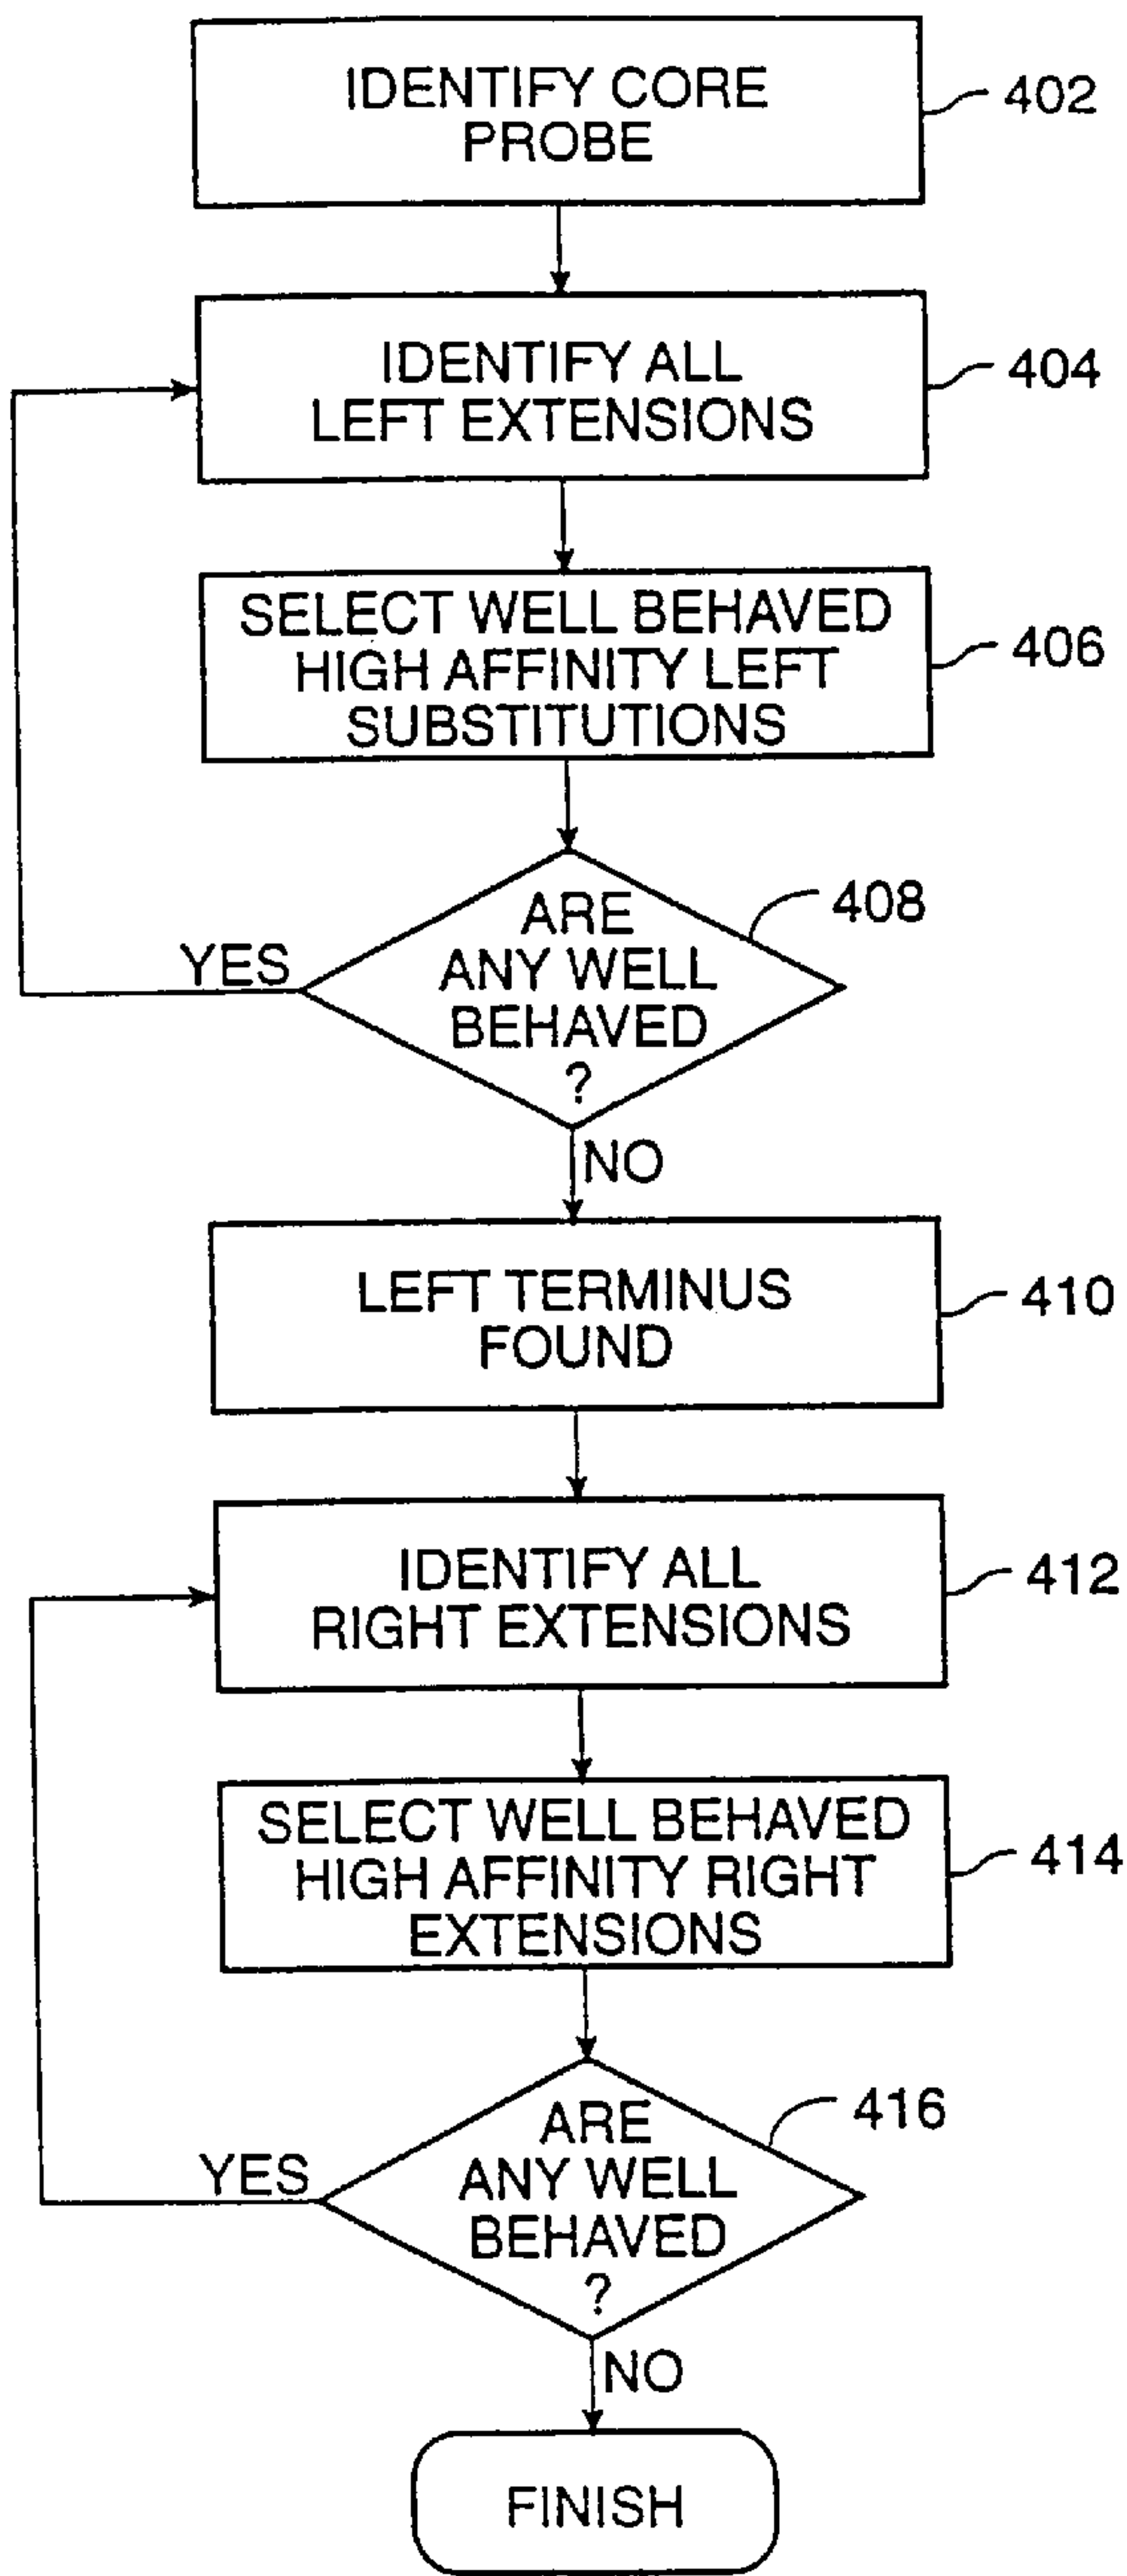 IDENTIFY CORE
PROBE
402
IDENTIFY ALL
LEFT EXTENSIONS
404
SELECT WELL BEHAVED
HIGH AFFINITY LEFT
SUBSTITUTIONS
406
ARE
ANY WELL
BEHAVED
?
408
YES
NO
LEFT TERMINUS
FOUND
410
IDENTIFY ALL
RIGHT EXTENSIONS
412
SELECT WELL BEHAVED
HIGH AFFINITY RIGHT
EXTENSIONS
414
ARE
ANY WELL
BEHAVED
?
416
YES
NO
FINISH